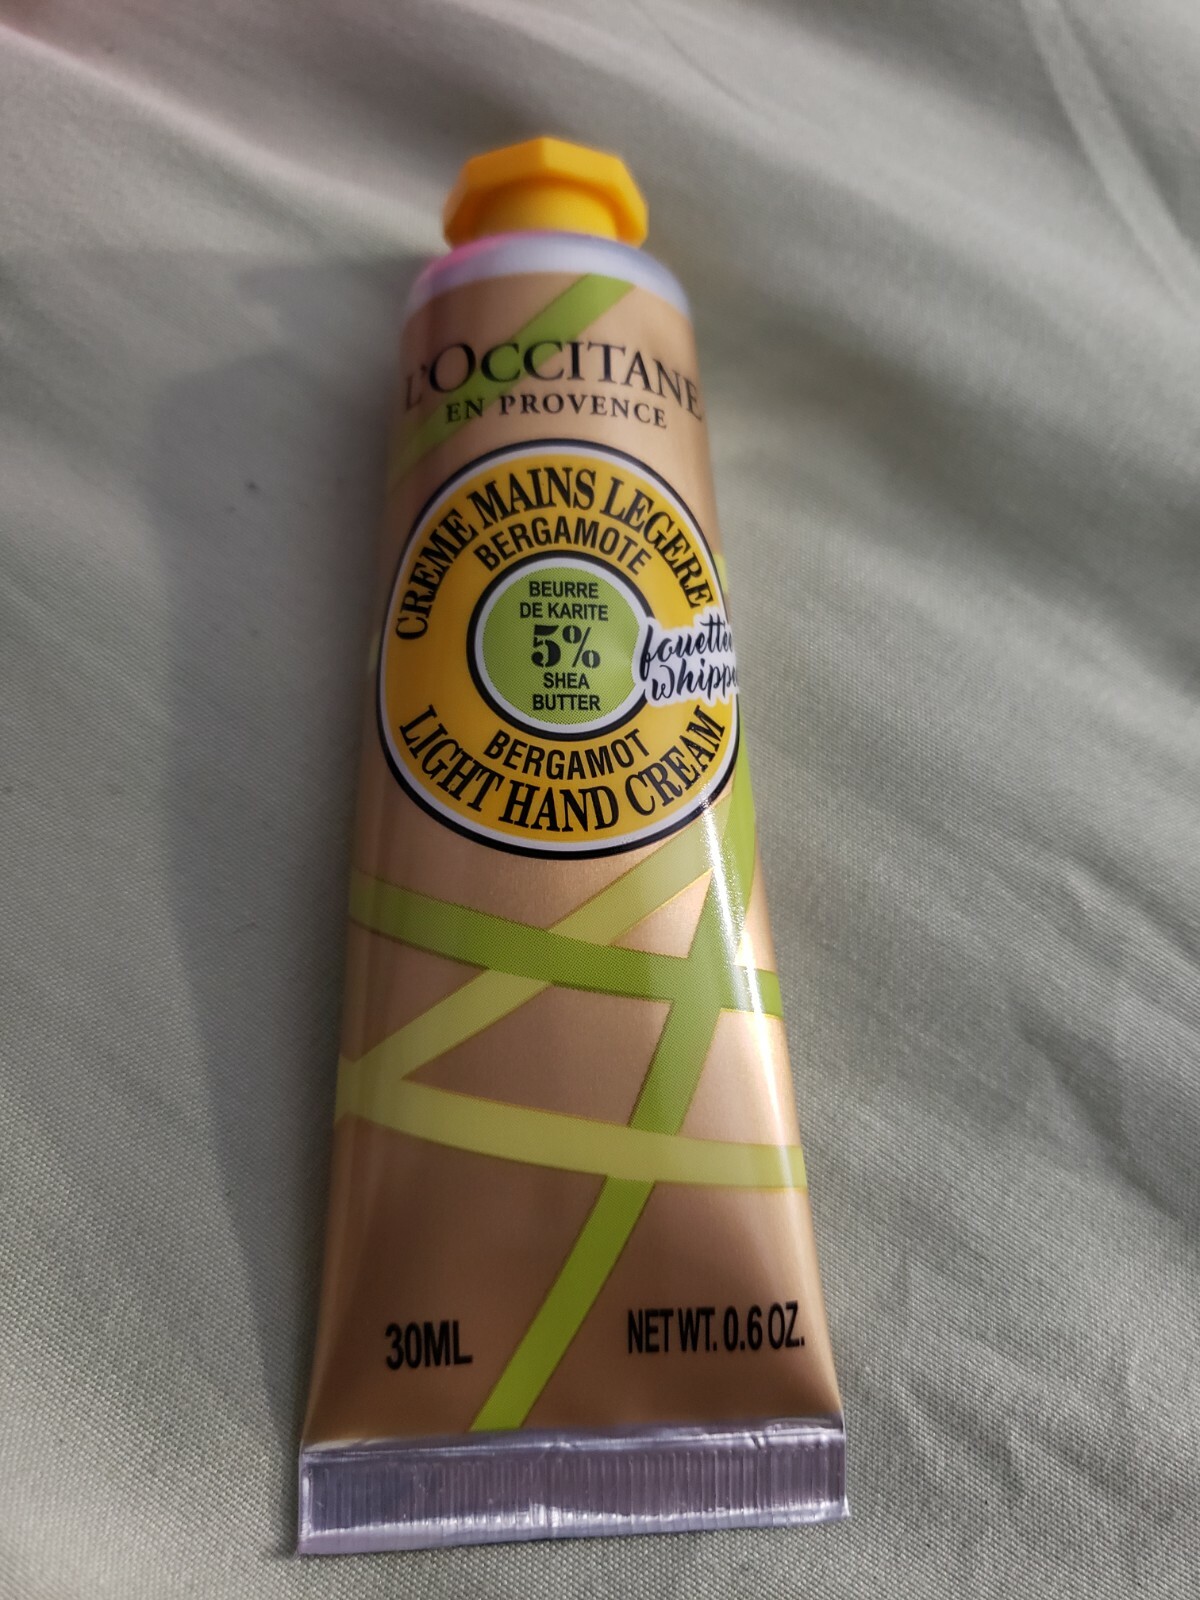 L'OCCITANE
EN PROVENCE
CREME MAINS LEGERE
BERGAMOTE
BEURRE
DE KARITE
5%
SHEA
BUTTER
BERGAMOT
LIGHT HAND CREAM
30ML
NET WT. 0.6 OZ.